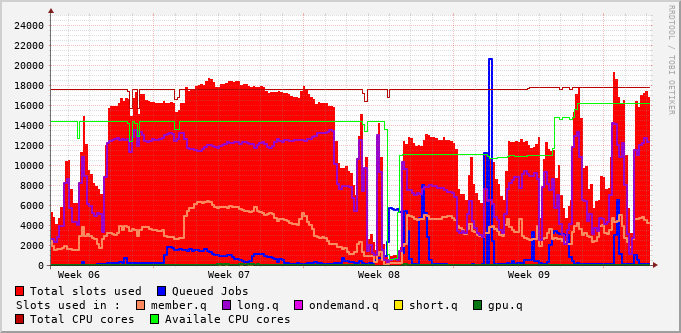 24000
22000
20000
18000
16000
14000
12000
10000
8000
6000
4000
2000
0
Week 06 Week 07 Week 08 Week 09
Total slots used Queued Jobs
Slots used in : member.q long.q ondemand.q short.q gpu.q
Total CPU cores Availale CPU cores
RRDTOOL / TOBI OETIKER